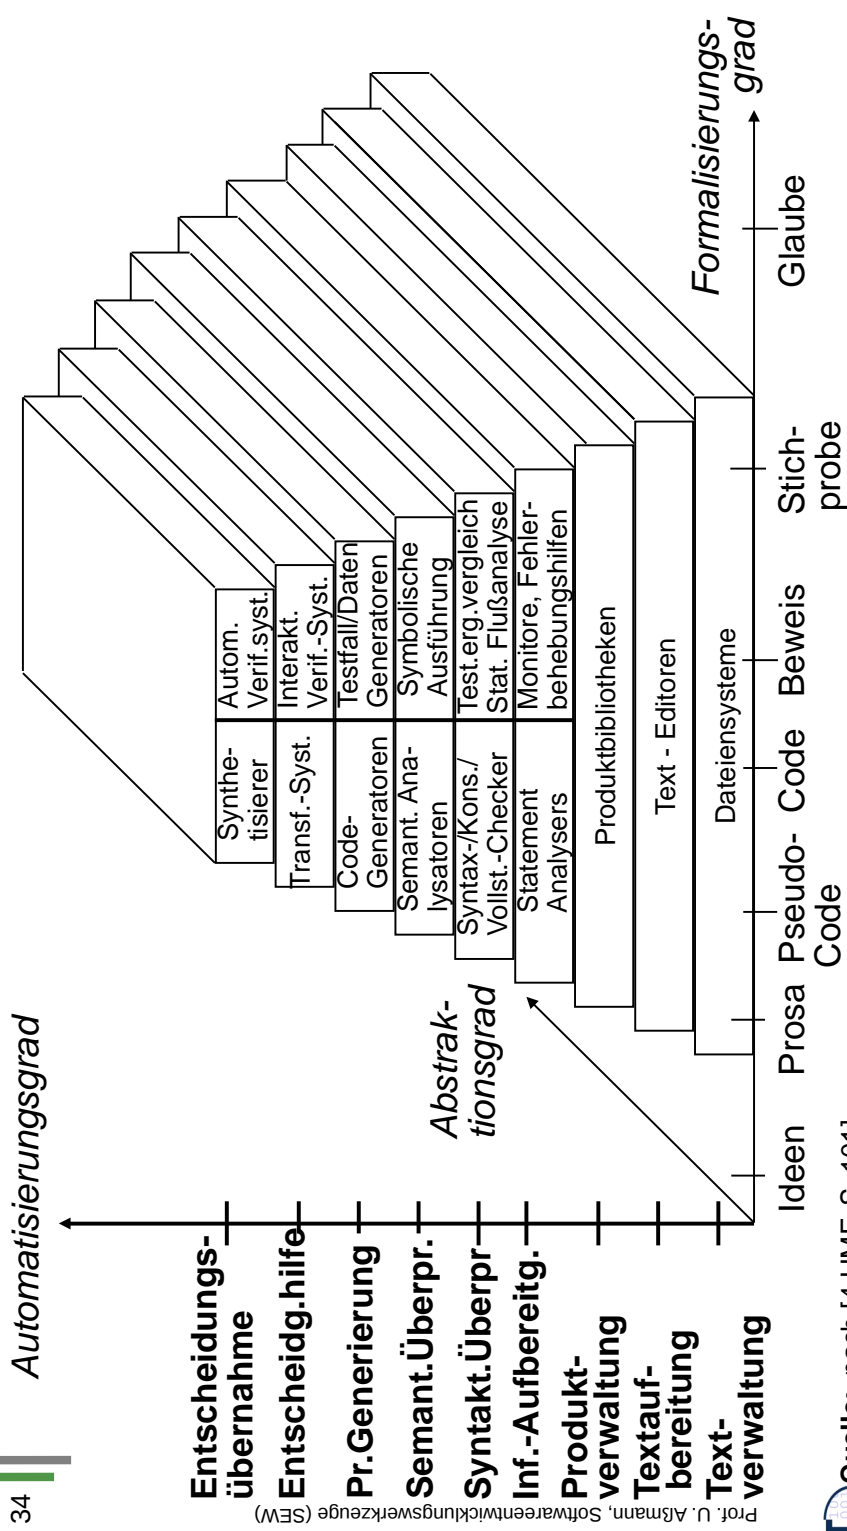 34
Automatisierungsgrad
Entscheidungs-
übernahme
Entscheidg.hilfe
Pr.Generierung
Semant.Überpr.
Syntakt.Überpr
Inf.-Aufbereitg.
Produkt-
verwaltung
Textauf-
bereitung
Text-
verwaltung
Abstrak-
tionsgrad
Synthe-
tisierer
Autom.
Verif.syst.
Transf.-Syst.
Interakt.
Verif.-Syst.
Code-
Generatoren
Testfall/Daten
Generatoren
Semant. Ana-
lysatoren
Symbolische
Ausführung
Syntax-/Kons./
Vollst.-Checker
Test.erg.vergleich
Stat. Flußanalyse
Statement
Analysers
Monitore, Fehler-
behebungshilfen
Produktbibliotheken
Text - Editoren
Dateiensysteme
Formalisierungs-
grad
Ideen
Prosa
Pseudo-
Code
Code
Beweis
Stich-
probe
Glaube
Prof. U. Aßmann, Softwareentwicklungswerkzeuge (SEW)